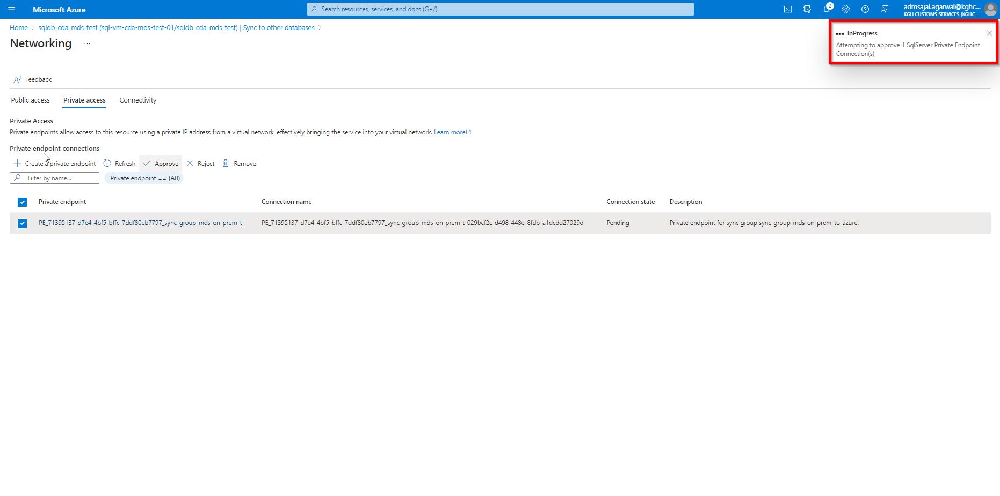 Microsoft Azure
Search resources, services, and docs (G+/)
2
admsajal.agarwal@kghc...
KGH CUSTOMS SERVICES (KGHC....
Home > sqldb_cda_mds_test (sql-vm-cda-mds-test-01/sqldb_cda_mds_test) | Sync to other databases >
Networking ...
InProgress
Attempting to approve 1 SqlServer Private Endpoint
Connection(s)
Feedback
Public access Private access Connectivity
Private Access
Private endpoints allow access to this resource using a private IP address from a virtual network, effectively bringing the service into your virtual network. Learn more
Private endpoint connections
Create a private endpoint Refresh Approve Reject Remove
Filter by name... Private endpoint == (All)
Private endpoint Connection name Connection state Description
PE_71395137-d7e4-4bf5-bffc-7ddf80eb7797_sync-group-mds-on-prem-t PE_71395137-d7e4-4bf5-bffc-7ddf80eb7797_sync-group-mds-on-prem-t-029bcf2c-d498-448e-8fdb-a1dcdd27029d Pending Private endpoint for sync group sync-group-mds-on-prem-to-azure.